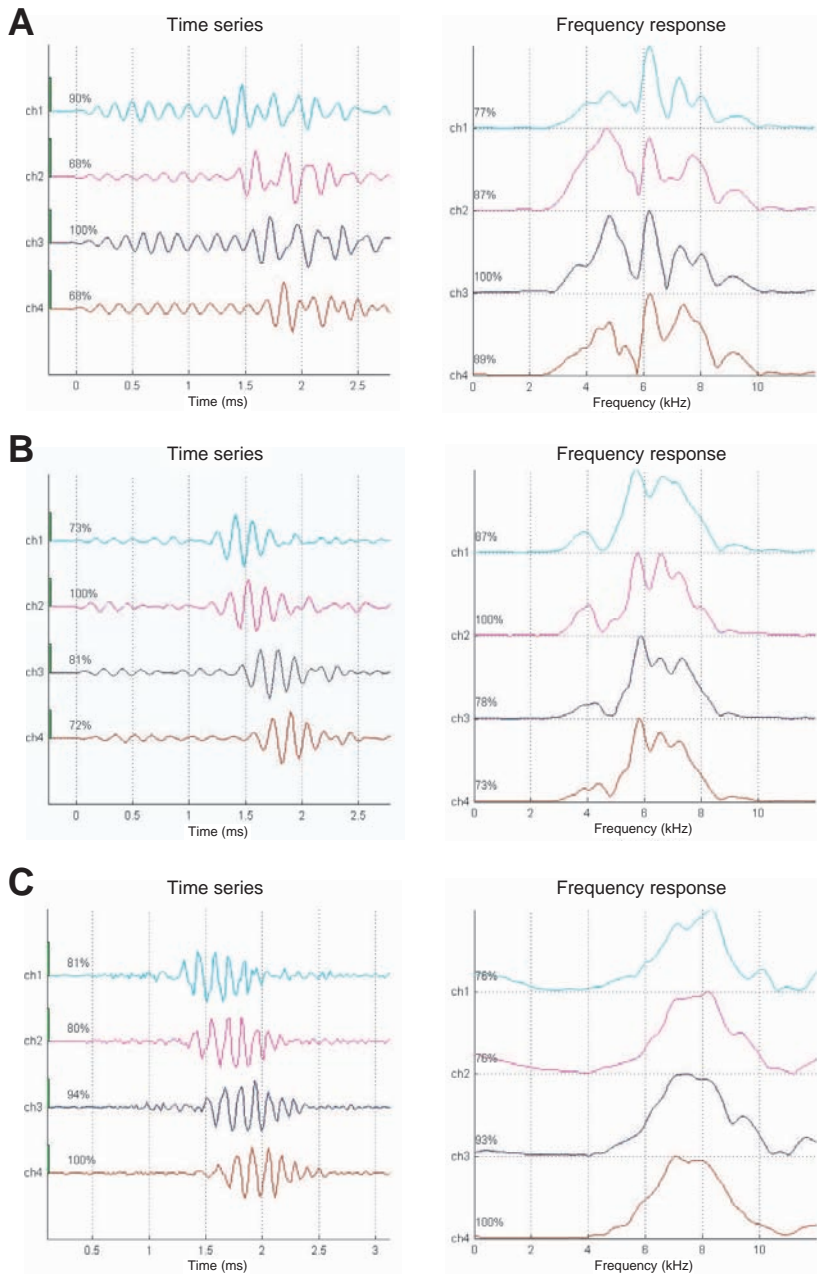 A
Time series
Frequency response
90%
ch1
68%
ch2
100%
ch3
68%
ch4
0 0.5 1 1.5 2 2.5
Time (ms)
77%
ch1
87%
ch2
100%
ch3
89%
ch4
0 2 4 6 8 10
Frequency (kHz)
B
Time series
Frequency response
73%
ch1
100%
ch2
81%
ch3
72%
ch4
0 0.5 1 1.5 2 2.5
Time (ms)
87%
ch1
100%
ch2
78%
ch3
73%
ch4
0 2 4 6 8 10
Frequency (kHz)
C
Time series
Frequency response
81%
ch1
80%
ch2
94%
ch3
100%
ch4
0.5 1 1.5 2 2.5 3
Time (ms)
76%
ch1
76%
ch2
93%
ch3
100%
ch4
0 2 4 6 8 10
Frequency (kHz)